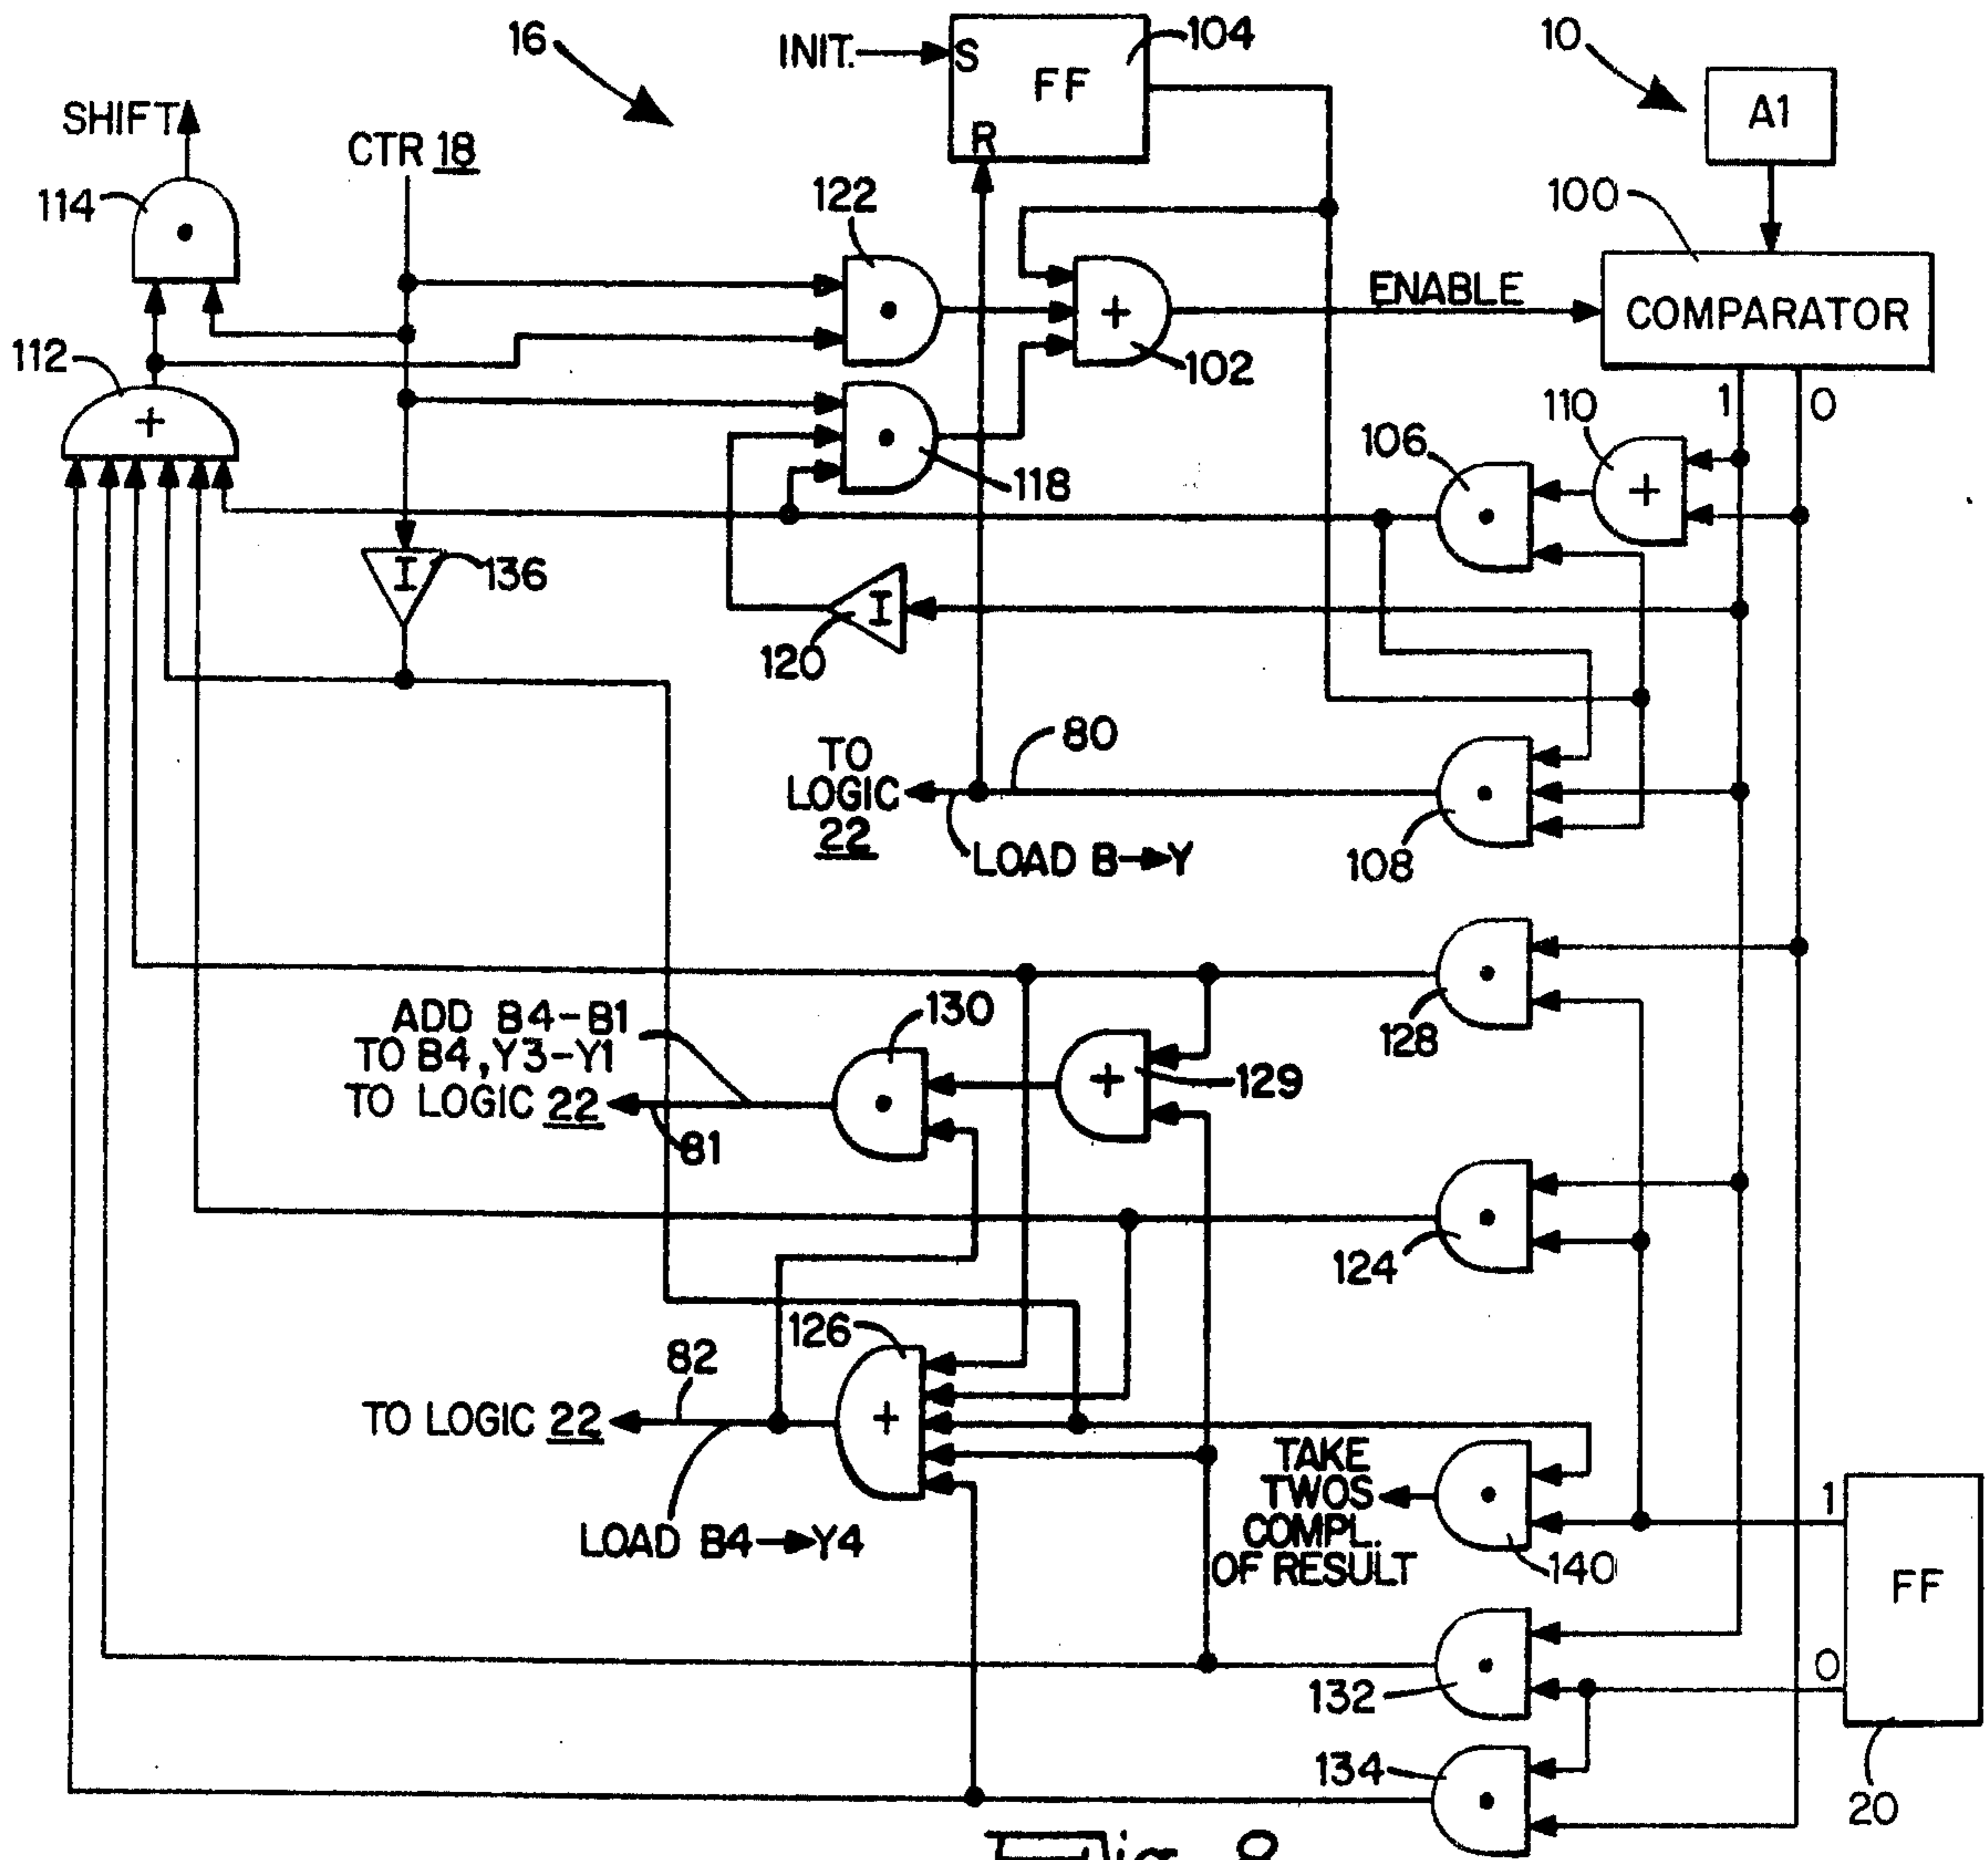 16
INIT.
S
FF
R
104
10
A1
SHIFT
CTR 18
114
122
100
ENABLE
COMPARATOR
112
+
102
+
1
0
110
106
+
118
I
136
I
120
TO
LOGIC
22
80
LOAD B→Y
108
ADD B4-B1
TO B4,Y3-Y1
TO LOGIC 22
81
130
+
129
128
124
126
82
TO LOGIC 22
+
LOAD B4→Y4
TAKE
TWOS
COMPL.
OF RESULT
140
1
FF
0
132
134
20
Fig. 8